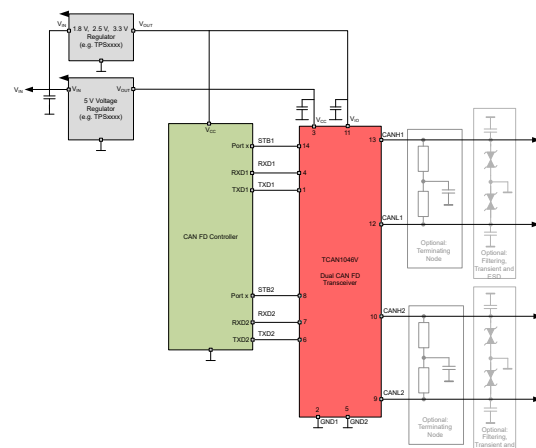 VIN
1.8 V, 2.5 V, 3.3 V
Regulator
(e.g. TPSxxxx)
VOUT
VIN
VIN
VOUT
5 V Voltage
Regulator
(e.g. TPSxxxx)
VCC
VIO
3
11
VCC
CAN FD Controller
Port x
STB1
14
RXD1
RXD1
4
TXD1
TXD1
1
Port x
STB2
8
RXD2
RXD2
7
TXD2
TXD2
6
TCAN1046V
Dual CAN FD
Transceiver
2
5
GND1
GND2
13
CANH1
12
CANL1
10
CANH2
9
CANL2
Optional:
Terminating
Node
Optional:
Filtering,
Transient and
ESD
Optional:
Terminating
Node
Optional:
Filtering,
Transient and